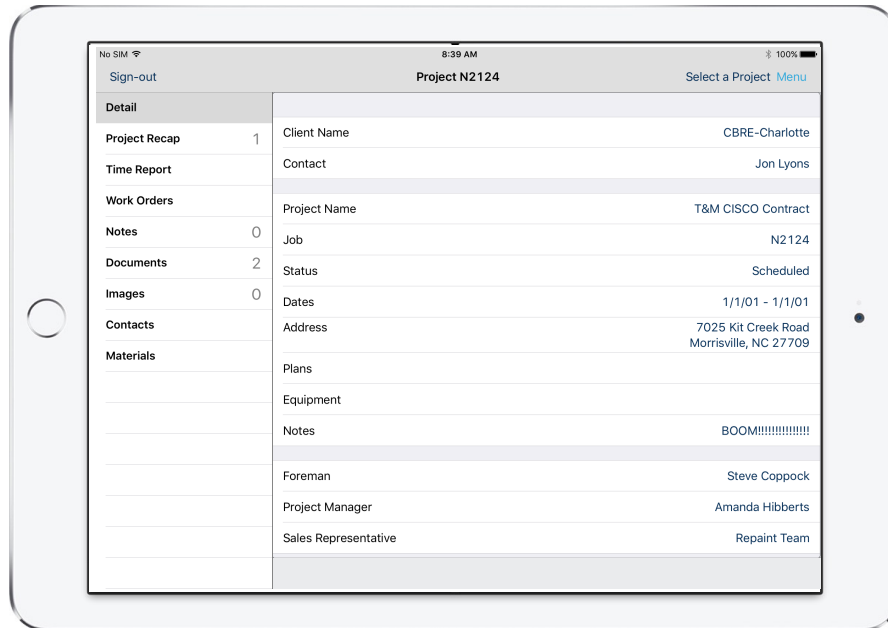 No SIM 8:39 AM 100%
Sign-out Project N2124 Select a Project Menu
Detail
Project Recap 1
Time Report
Work Orders
Notes 0
Documents 2
Images 0
Contacts
Materials
Client Name CBRE-Charlotte
Contact Jon Lyons
Project Name T&M CISCO Contract
Job N2124
Status Scheduled
Dates 1/1/01 - 1/1/01
Address 7025 Kit Creek Road
Morrisville, NC 27709
Plans
Equipment
Notes BOOM!!!!!!!!!!!!!!!
Foreman Steve Coppock
Project Manager Amanda Hibberts
Sales Representative Repaint Team